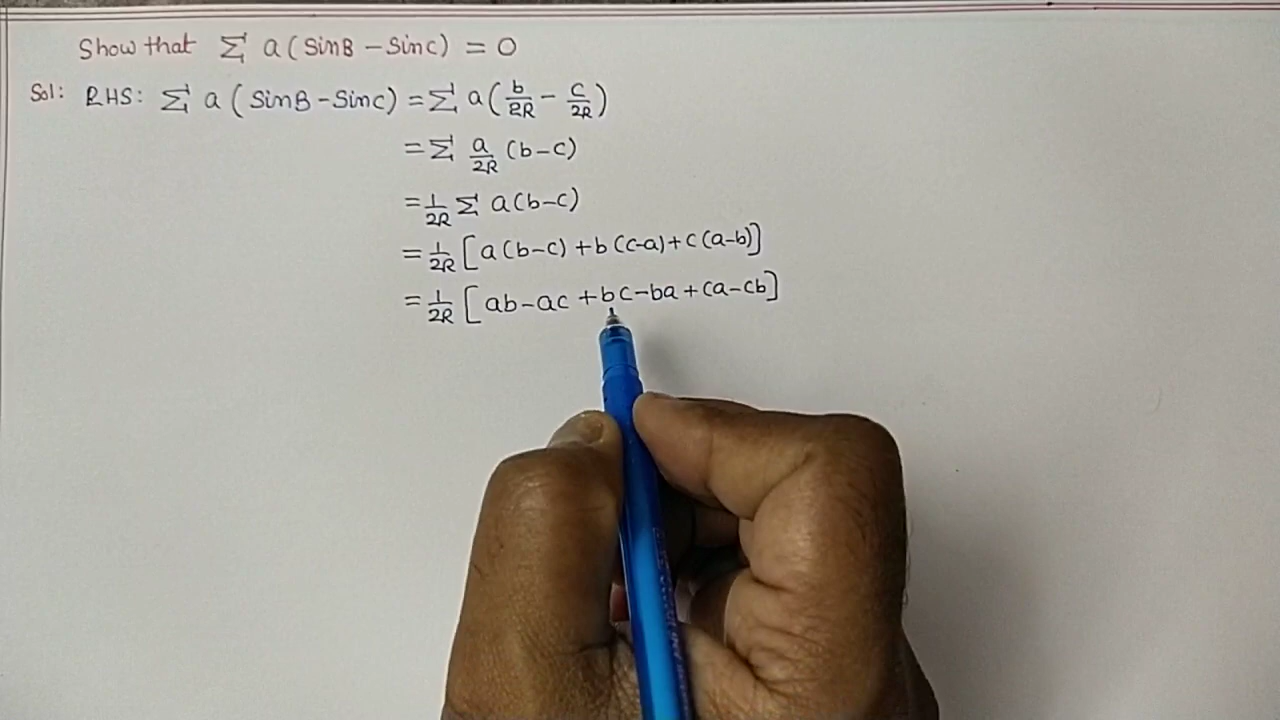 Show that Σ a (SinB - Sinc) = 0
Sol: RHS: Σ a (SinB - Sinc) = Σ a (b/2R - c/2R)
= Σ a/2R (b-c)
= 1/2R Σ a(b-c)
= 1/2R [a(b-c) + b(c-a) + c(a-b)]
= 1/2R [ab - ac + bc - ba + ca - cb]